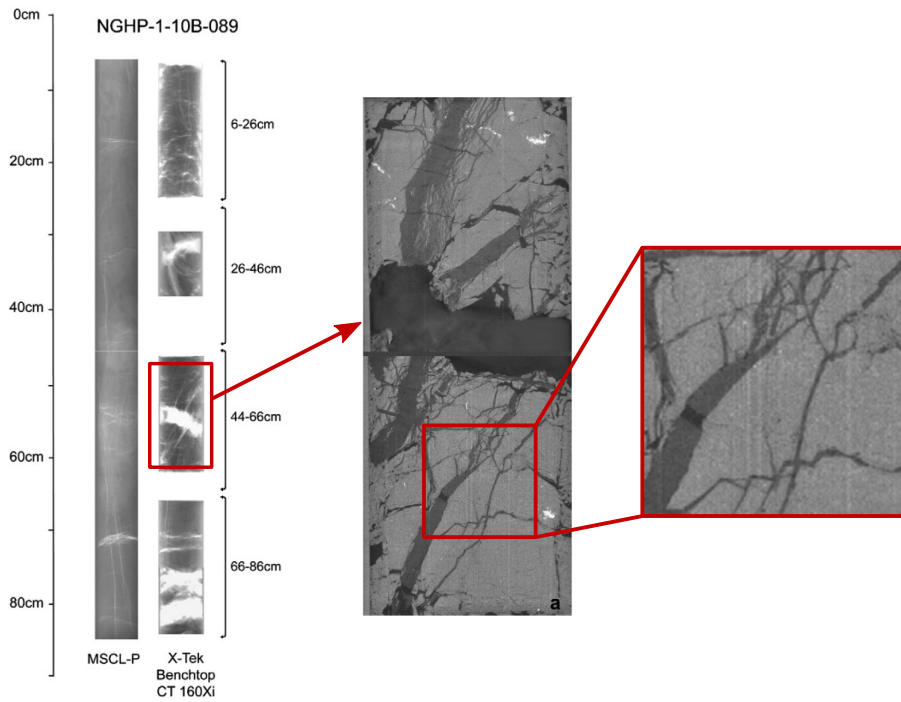 0cm
NGHP-1-10B-089
6-26cm
20cm
26-46cm
40cm
44-66cm
60cm
66-86cm
80cm
a
MSCL-P
X-Tek
Benchtop
CT 160Xi